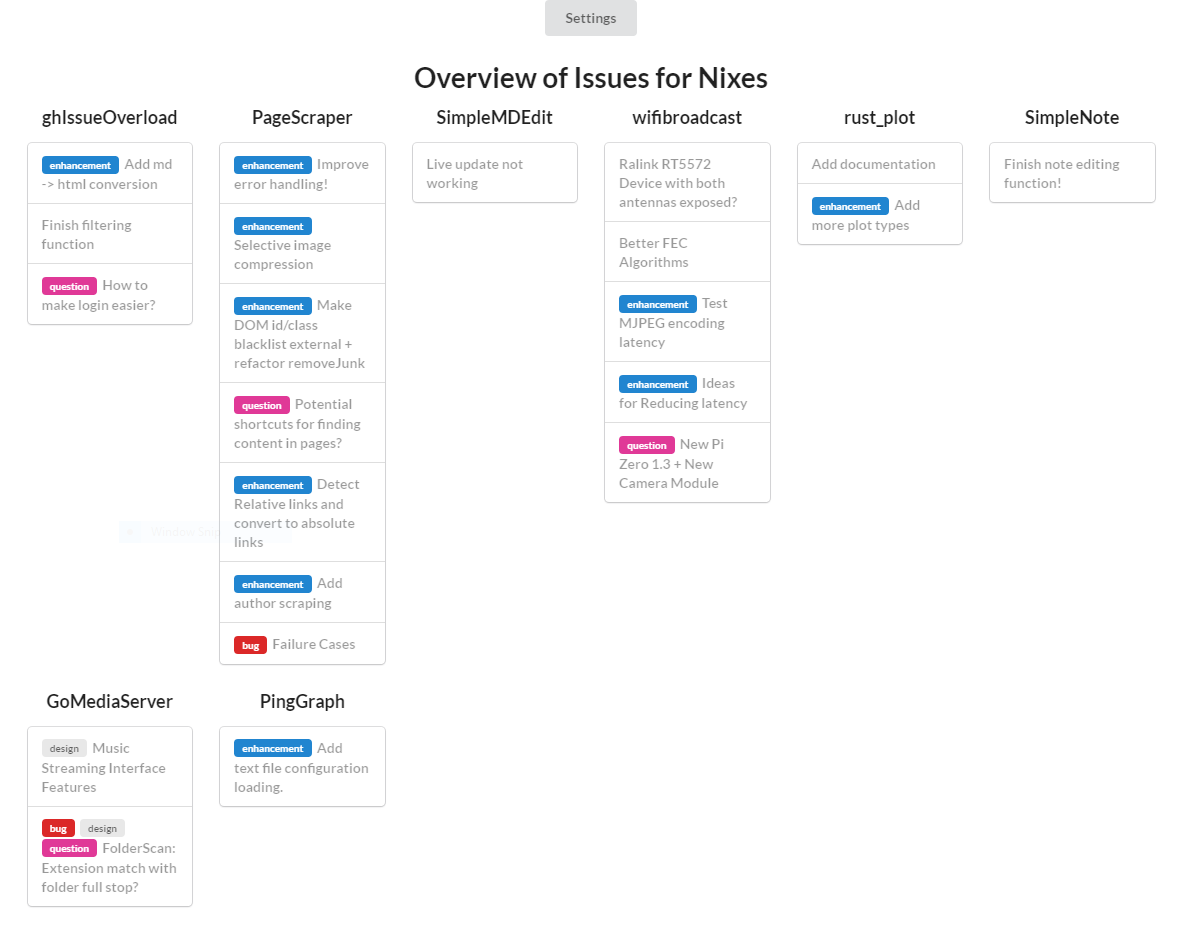 Settings
Overview of Issues for Nixes
ghIssueOverload
enhancement Add md
-> html conversion
Finish filtering
function
question How to
make login easier?
PageScraper
enhancement Improve
error handling!
enhancement
Selective image
compression
enhancement Make
DOM id/class
blacklist external +
refactor removeJunk
question Potential
shortcuts for finding
content in pages?
enhancement Detect
Relative links and
convert to absolute
links
enhancement Add
author scraping
bug Failure Cases
SimpleMDEdit
Live update not
working
wifibroadcast
Ralink RT5572
Device with both
antennas exposed?
Better FEC
Algorithms
enhancement Test
MJPEG encoding
latency
enhancement Ideas
for Reducing latency
question New Pi
Zero 1.3 + New
Camera Module
rust_plot
Add documentation
enhancement Add
more plot types
SimpleNote
Finish note editing
function!
Window Snip
GoMediaServer
design Music
Streaming Interface
Features
bug design
question FolderScan:
Extension match with
folder full stop?
PingGraph
enhancement Add
text file configuration
loading.